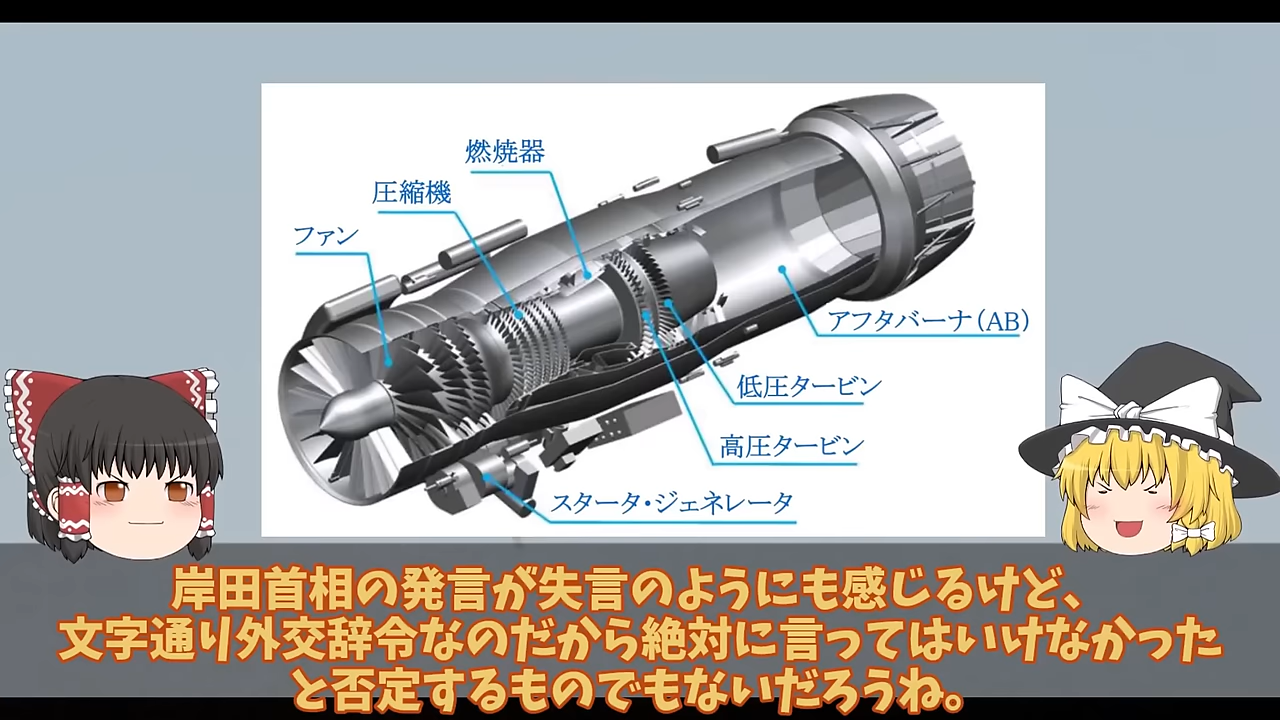 燃焼器
圧縮機
ファン
アフタバーナ(AB)
低圧タービン
高圧タービン
スタータ・ジェネレータ
岸田首相の発言が失言のようにも感じるけど、
文字通り外交辞令なのだから絶対に言ってはいけなかった
と否定するものでもないだろうね。